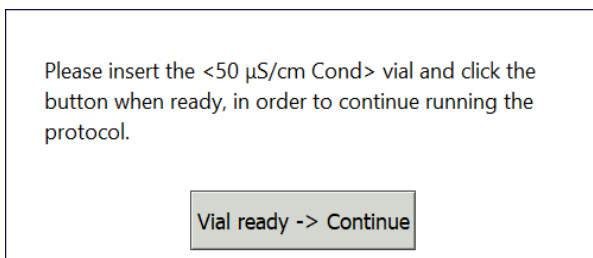 Please insert the <50 µS/cm Cond> vial and click the
button when ready, in order to continue running the
protocol.
Vial ready -> Continue